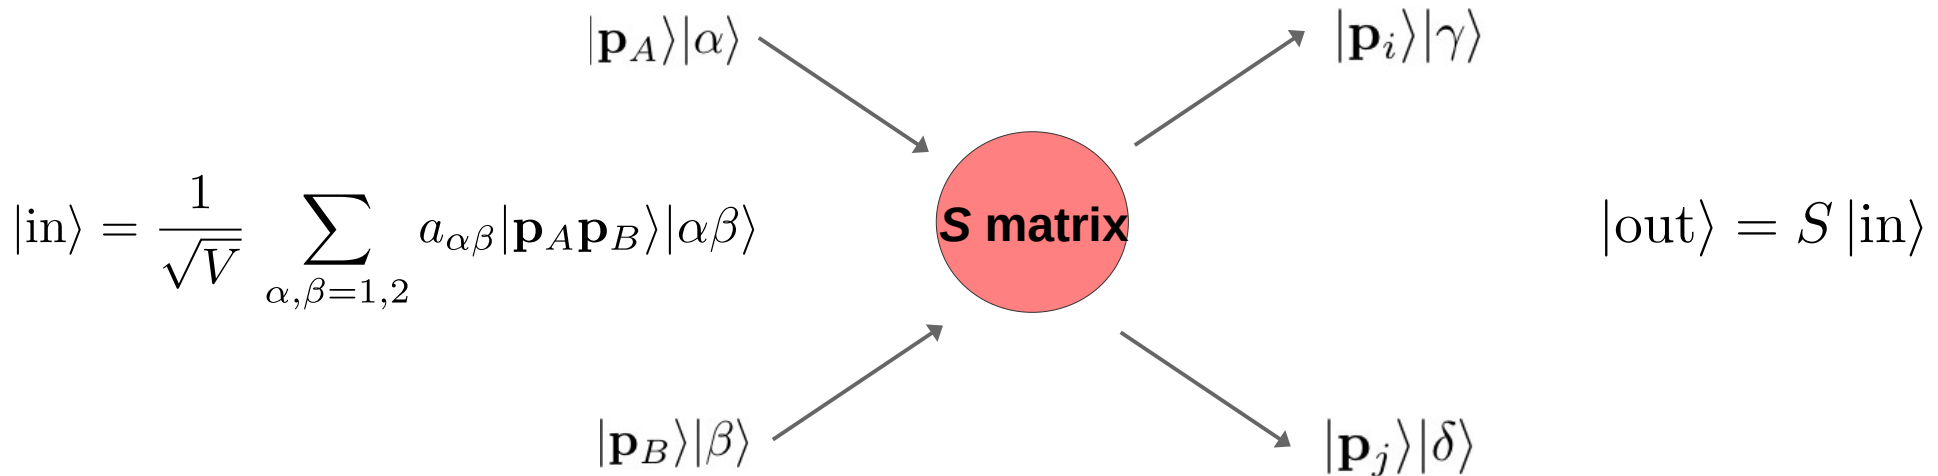 |p_A⟩|α⟩
|p_i⟩|γ⟩
|in⟩ = 1/√V ∑_{α,β=1,2} a_{αβ}|p_A p_B⟩|αβ⟩
S matrix
|out⟩ = S |in⟩
|p_B⟩|β⟩
|p_j⟩|δ⟩